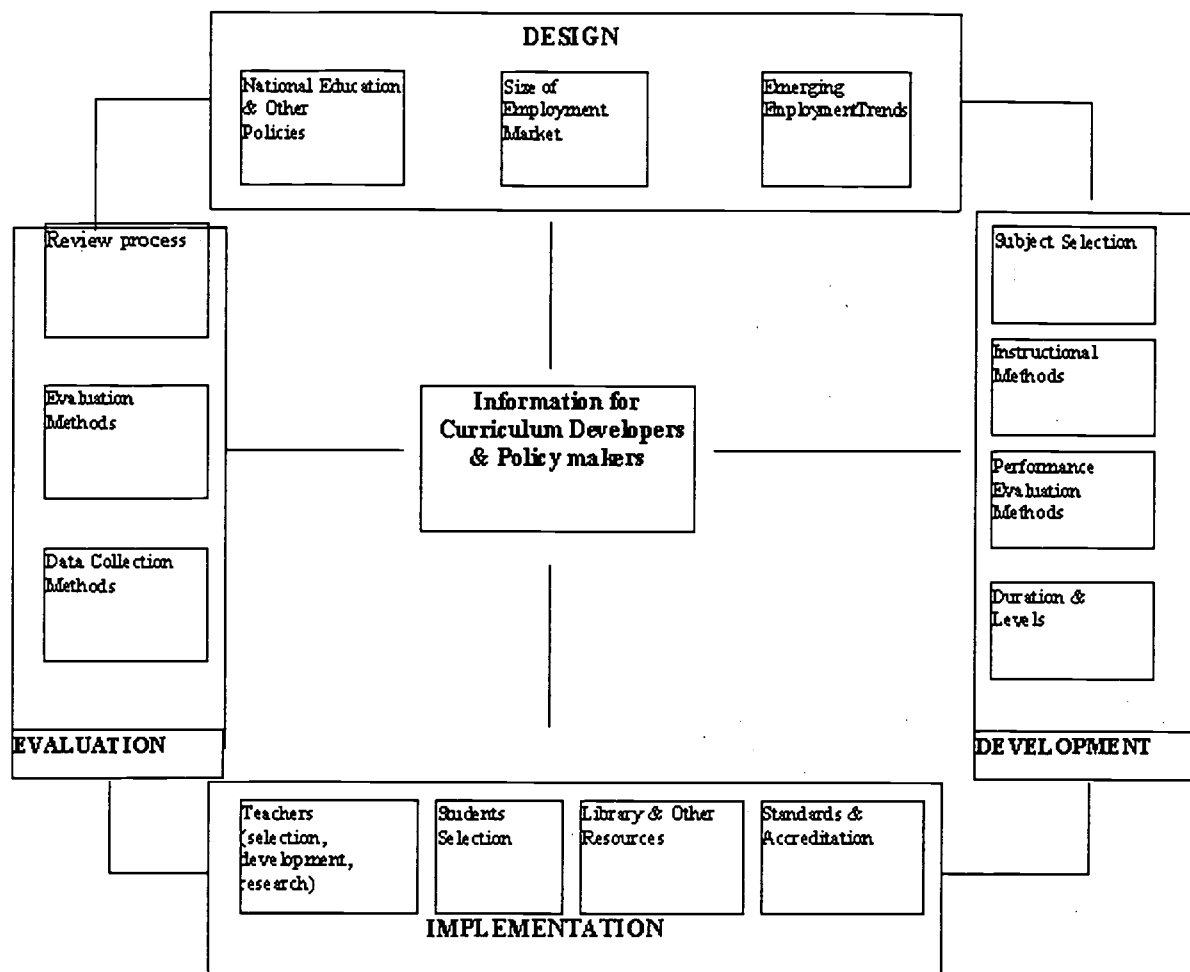 DESIGN
National Education
& Other
Policies
Size of
Employment
Market
Emerging
EmploymentTrends
Review process
Evaluation
Methods
Data Collection
Methods
EVALUATION
Information for
Curriculum Developers
& Policy makers
Subject Selection
Instructional
Methods
Performance
Evaluation
Methods
Duration &
Levels
DEVELOPMENT
Teachers
(selection,
development,
research)
Students
Selection
Library & Other
Resources
Standards &
Accreditation
IMPLEMENTATION